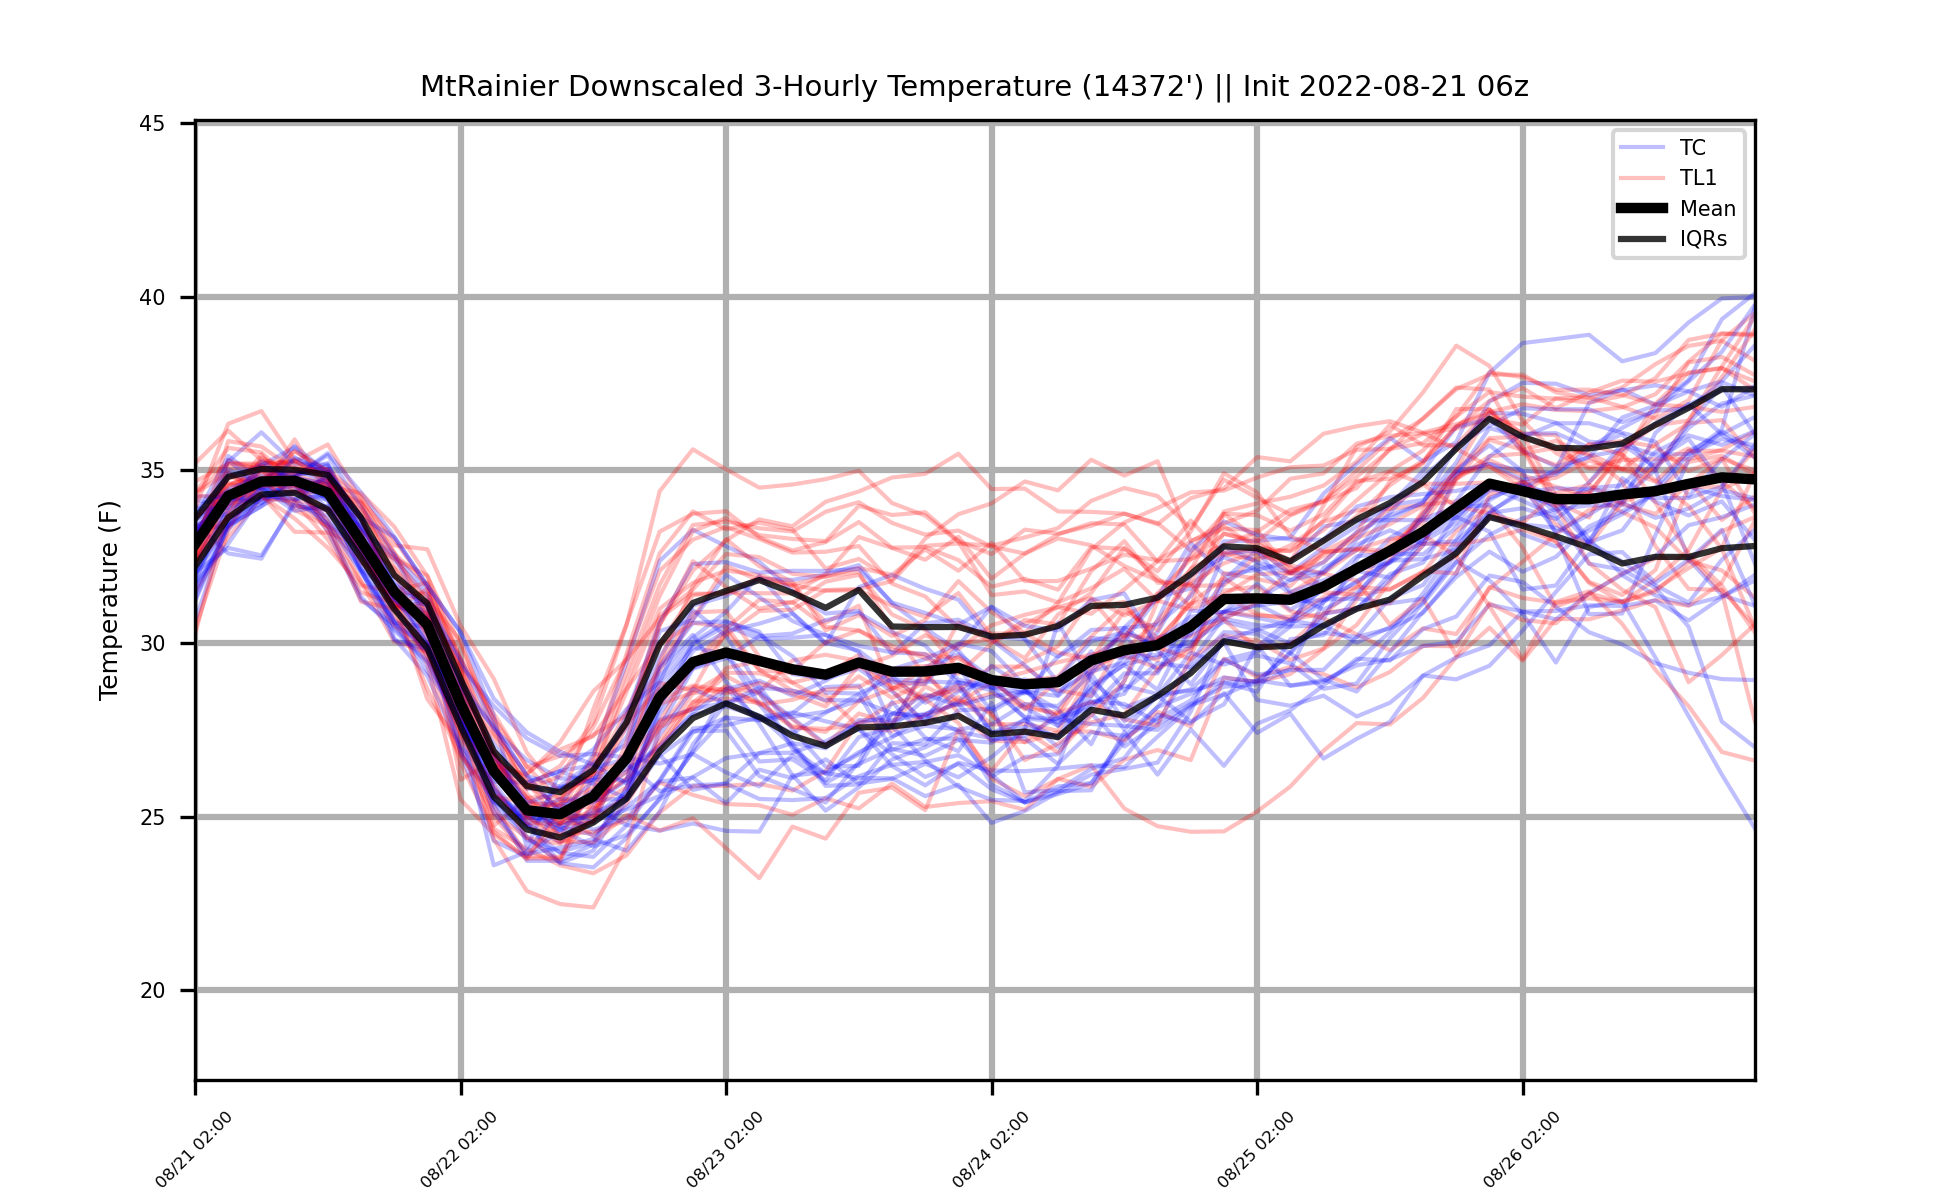 MtRainier Downscaled 3-Hourly Temperature (14372') || Init 2022-08-21 06z
TC
TL1
Mean
IQRs
Temperature (F)
45
40
35
30
25
20
08/21 02:00
08/22 02:00
08/23 02:00
08/24 02:00
08/25 02:00
08/26 02:00